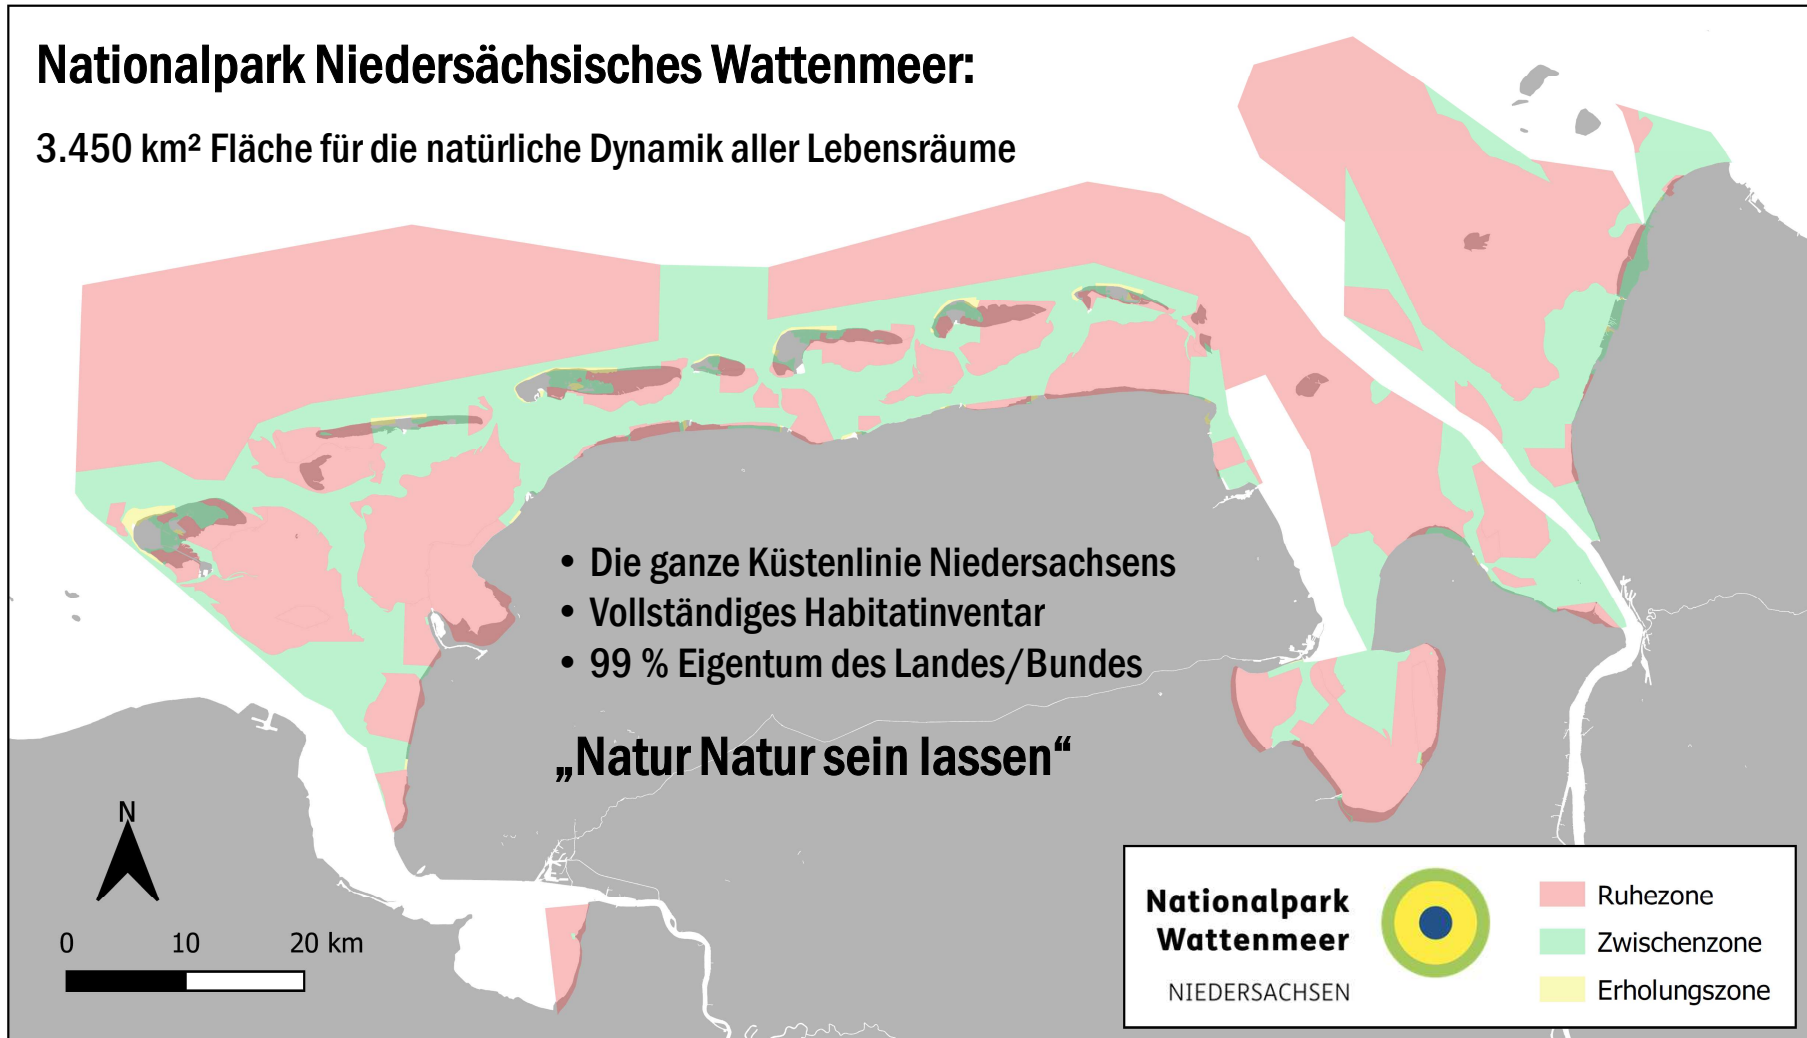 Nationalpark Niedersächsisches Wattenmeer:
3.450 km² Fläche für die natürliche Dynamik aller Lebensräume
• Die ganze Küstenlinie Niedersachsens
• Vollständiges Habitatinventar
• 99 % Eigentum des Landes/Bundes
„Natur Natur sein lassen“
N
0 10 20 km
Nationalpark
Wattenmeer
NIEDERSACHSEN
Ruhezone
Zwischenzone
Erholungszone